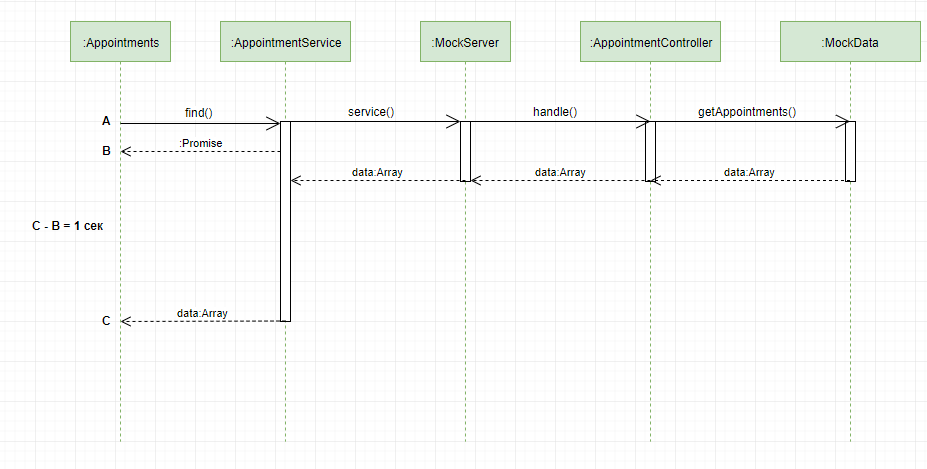 :Appointments
:AppointmentService
:MockServer
:AppointmentController
:MockData
A
find()
service()
handle()
getAppointments()
B
:Promise
data:Array
data:Array
data:Array
C - B = 1 сек
C
data:Array